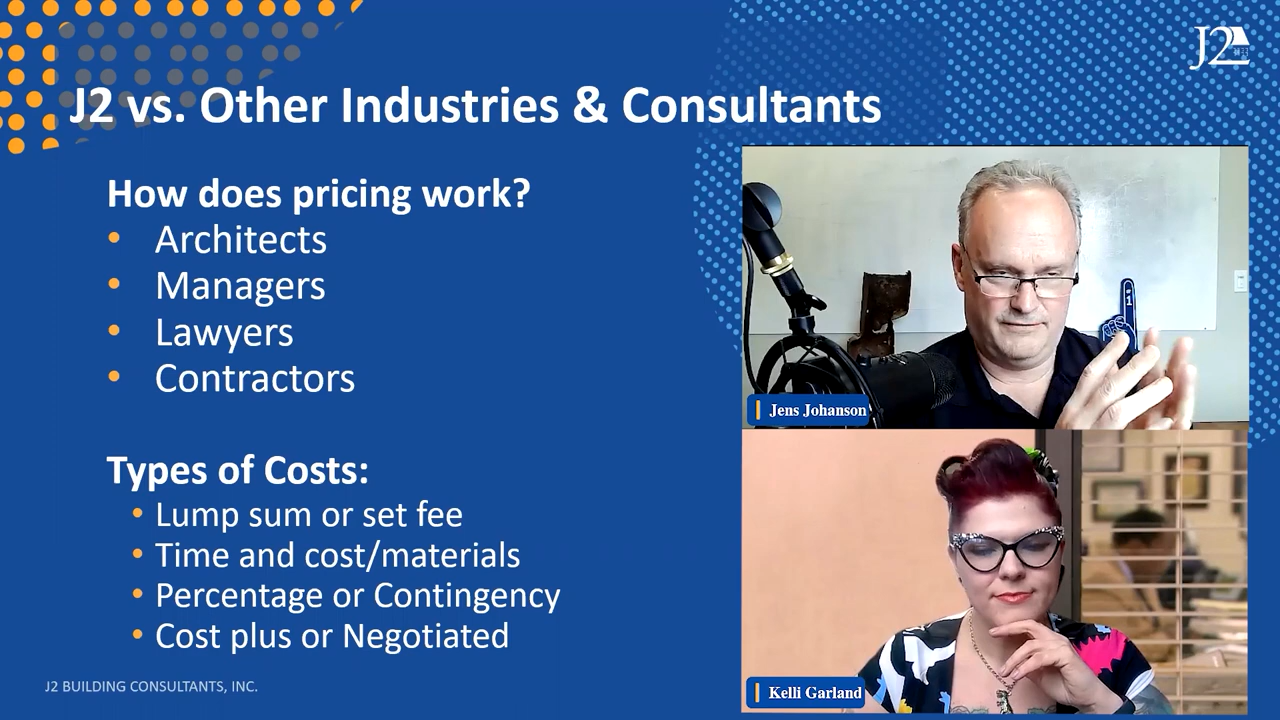 J2
J2 vs. Other Industries & Consultants
How does pricing work?
• Architects
• Managers
• Lawyers
• Contractors
Types of Costs:
• Lump sum or set fee
• Time and cost/materials
• Percentage or Contingency
• Cost plus or Negotiated
J2 BUILDING CONSULTANTS, INC.
#1
Jens Johanson
Kelli Garland